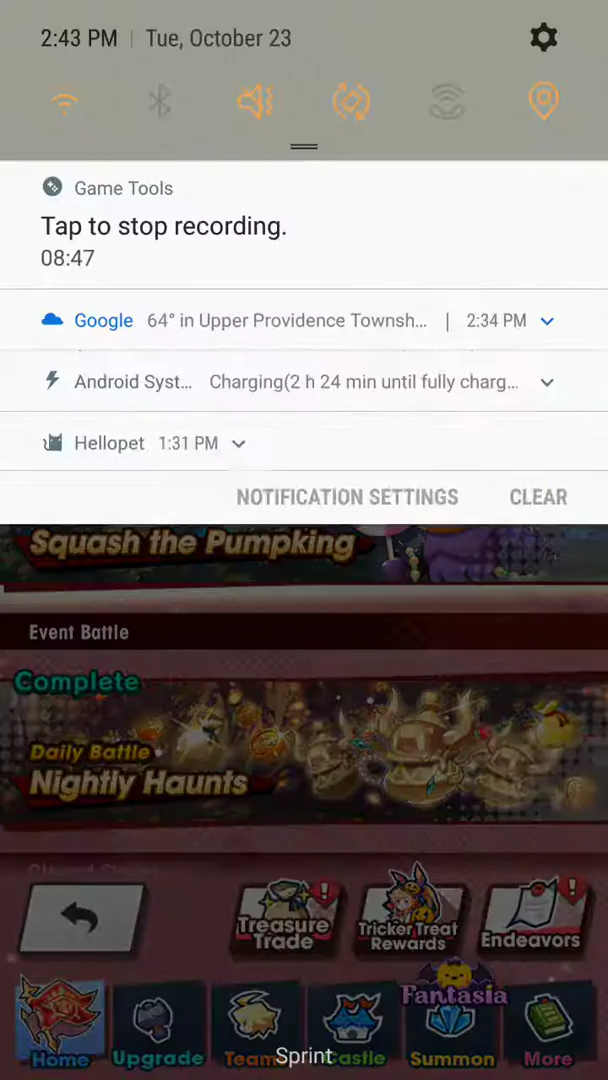 2:43 PM | Tue, October 23
Game Tools
Tap to stop recording.
08:47
Google 64° in Upper Providence Townsh... | 2:34 PM
Android Syst... Charging(2 h 24 min until fully charg...
Hellopet 1:31 PM
NOTIFICATION SETTINGS CLEAR
Squash the Pumpking
Event Battle
Complete
Daily Battle
Nightly Haunts
Treasure Trade
Tricker Treat Rewards
Endeavors
Fantasia
Home Upgrade Team Castle Summon More
Sprint